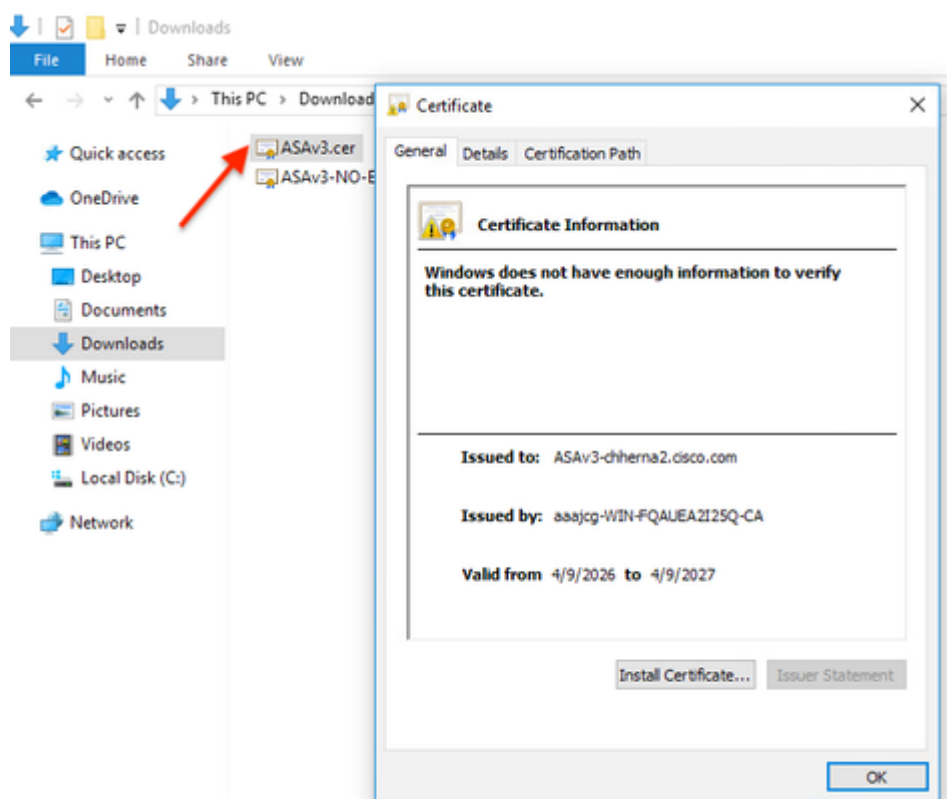 Downloads
File Home Share View
This PC > Download
Quick access
OneDrive
This PC
Desktop
Documents
Downloads
Music
Pictures
Videos
Local Disk (C:)
Network
ASAv3.cer
ASAv3-NO-E
Certificate
General Details Certification Path
Certificate Information
Windows does not have enough information to verify
this certificate.
Issued to: ASAv3-chherna2.cisco.com
Issued by: aaajcg-WIN-FQAUEA2I2SQ-CA
Valid from 4/9/2026 to 4/9/2027
Install Certificate... Issuer Statement
OK